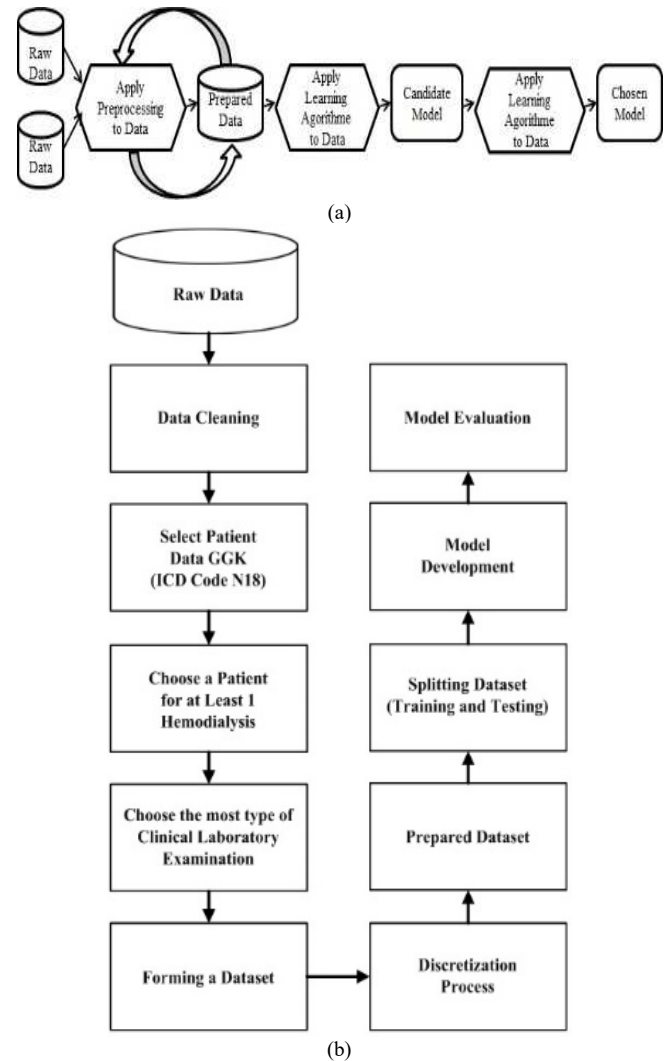 Raw
Data
Raw
Data
Apply
Preprocessing
to Data
Prepared
Data
Apply
Learning
Agorithme
to Data
Candidate
Model
Apply
Learning
Agorithme
to Data
Chosen
Model
(a)
Raw Data
Data Cleaning
Select Patient
Data GGK
(ICD Code N18)
Choose a Patient
for at Least 1
Hemodialysis
Choose the most type of
Clinical Laboratory
Examination
Forming a Dataset
Discretization
Process
Prepared Dataset
Splitting Dataset
(Training and Testing)
Model
Development
Model Evaluation
(b)